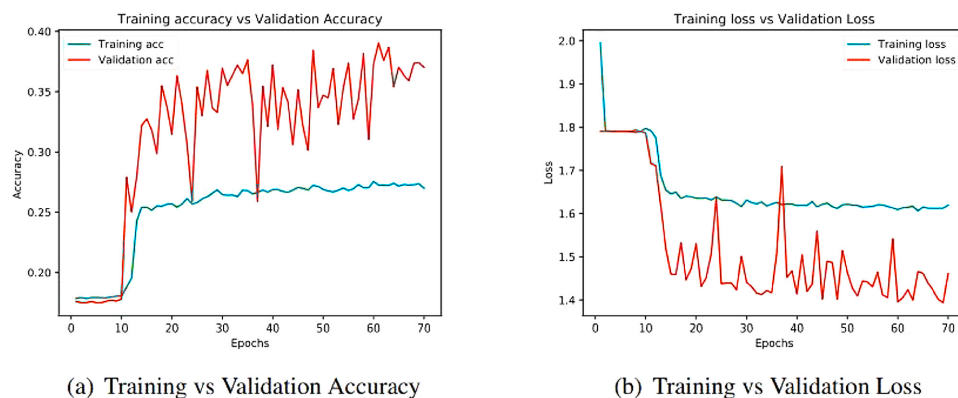 Training accuracy vs Validation Accuracy
0.40
Training acc
Validation acc
0.35
0.30
0.25
0.20
Accuracy
0 10 20 30 40 50 60 70
Epochs
(a) Training vs Validation Accuracy
Training loss vs Validation Loss
2.0
Training loss
Validation loss
1.9
1.8
1.7
1.6
1.5
1.4
Loss
0 10 20 30 40 50 60 70
Epochs
(b) Training vs Validation Loss